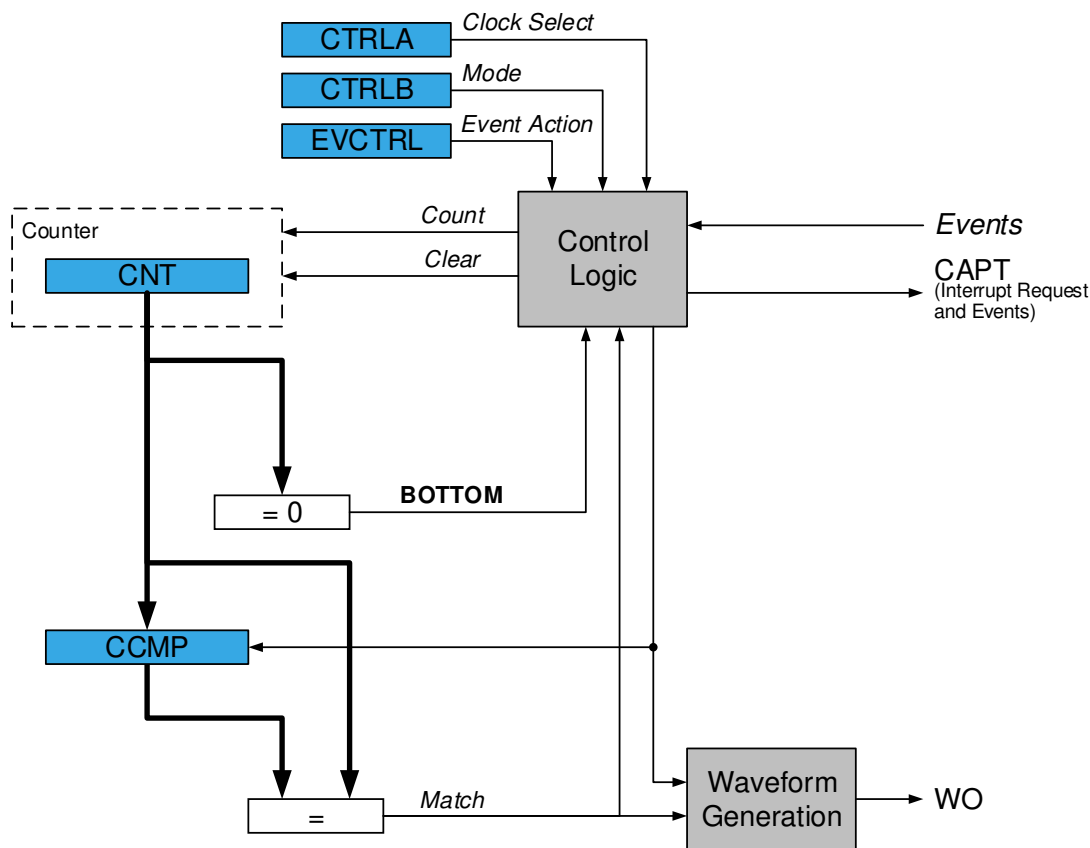 CTRLA
Clock Select
CTRLB
Mode
EVCTRL
Event Action
Counter
CNT
Count
Clear
Control
Logic
Events
CAPT
(Interrupt Request
and Events)
= 0
BOTTOM
CCMP
=
Match
Waveform
Generation
WO